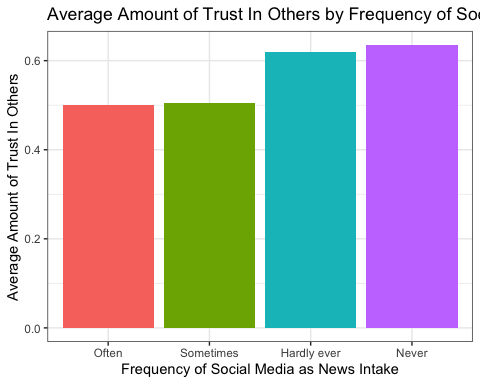 Average Amount of Trust In Others by Frequency of
0.6
0.4
0.2
0.0
Average Amount of Trust In Others
Often Sometimes Hardly ever Never
Frequency of Social Media as News Intake